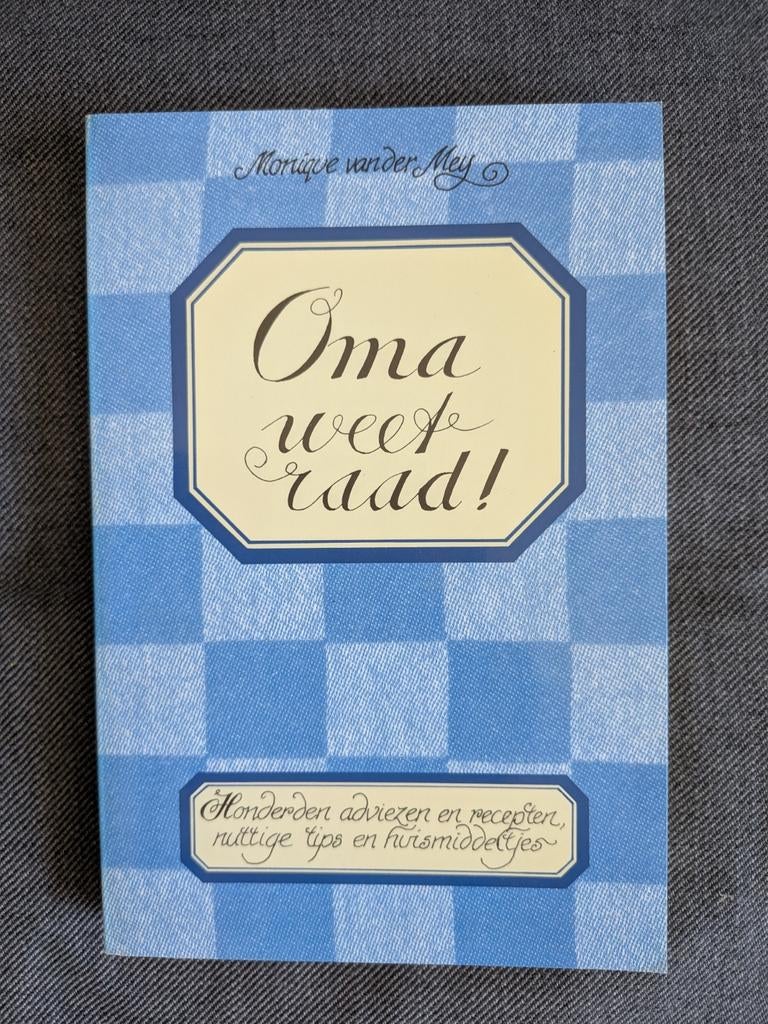 Monique van der Mey
Oma
weet
raad!
Honderden adviezen en recepten,
nuttige tips en huismiddeltjes